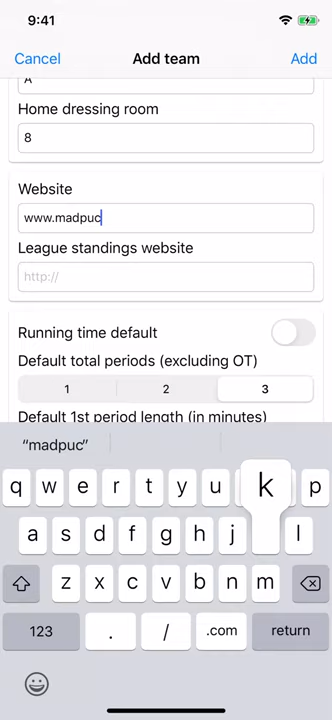 9:41
Cancel Add team Add
A
Home dressing room
8
Website
www.madpuc
League standings website
http://
Running time default
Default total periods (excluding OT)
1 2 3
Default 1st period length (in minutes)
“madpuc”
q w e r t y u k p
a s d f g h j l
z x c v b n m
123 . / .com return